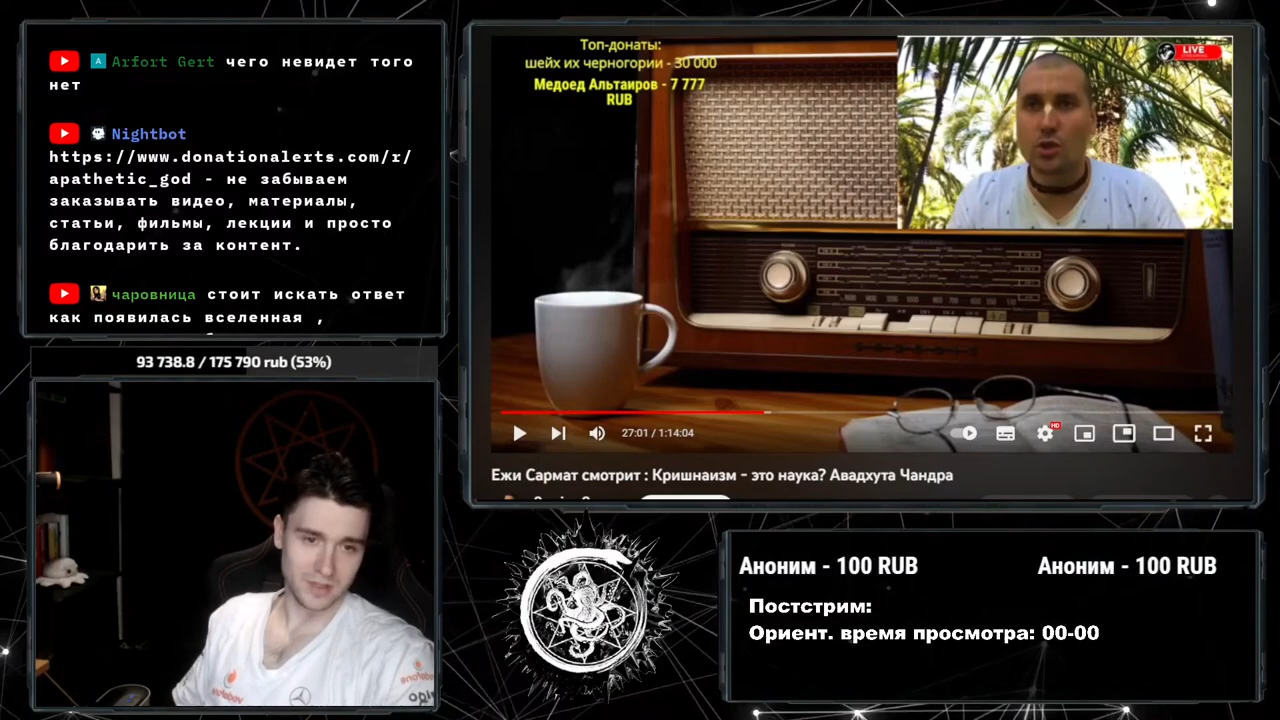 Arfort Gert чего невидет того
нет
Nightbot
https://www.donationalerts.com/r/
apathetic_god - не забываем
заказывать видео, материалы,
статьи, фильмы, лекции и просто
благодарить за контент.
чаровница стоит искать ответ
как появилась вселенная ,
93 738.8 / 175 790 rub (53%)
Топ-донаты:
шейх их черногории - 30 000
Медоед Альтаиров - 7 777
RUB
LIVE
27:01 / 1:14:04
HD
Ежи Сармат смотрит : Кришнаизм - это наука? Авадхута Чандра
Аноним - 100 RUB
Аноним - 100 RUB
Постстрим:
Ориент. время просмотра: 00-00